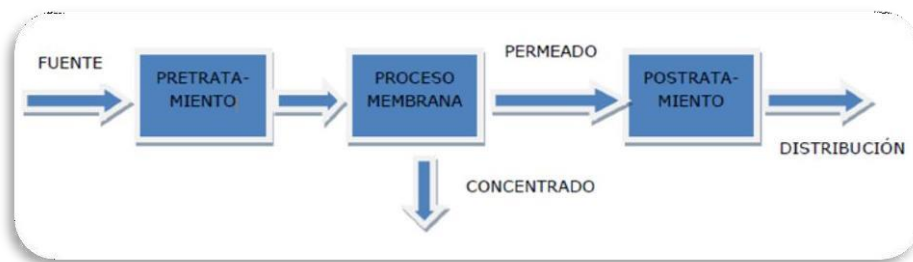 FUENTE
PRETRATA-
MIENTO
PROCESO
MEMBRANA
PERMEADO
POSTRATA-
MIENTO
DISTRIBUCIÓN
CONCENTRADO